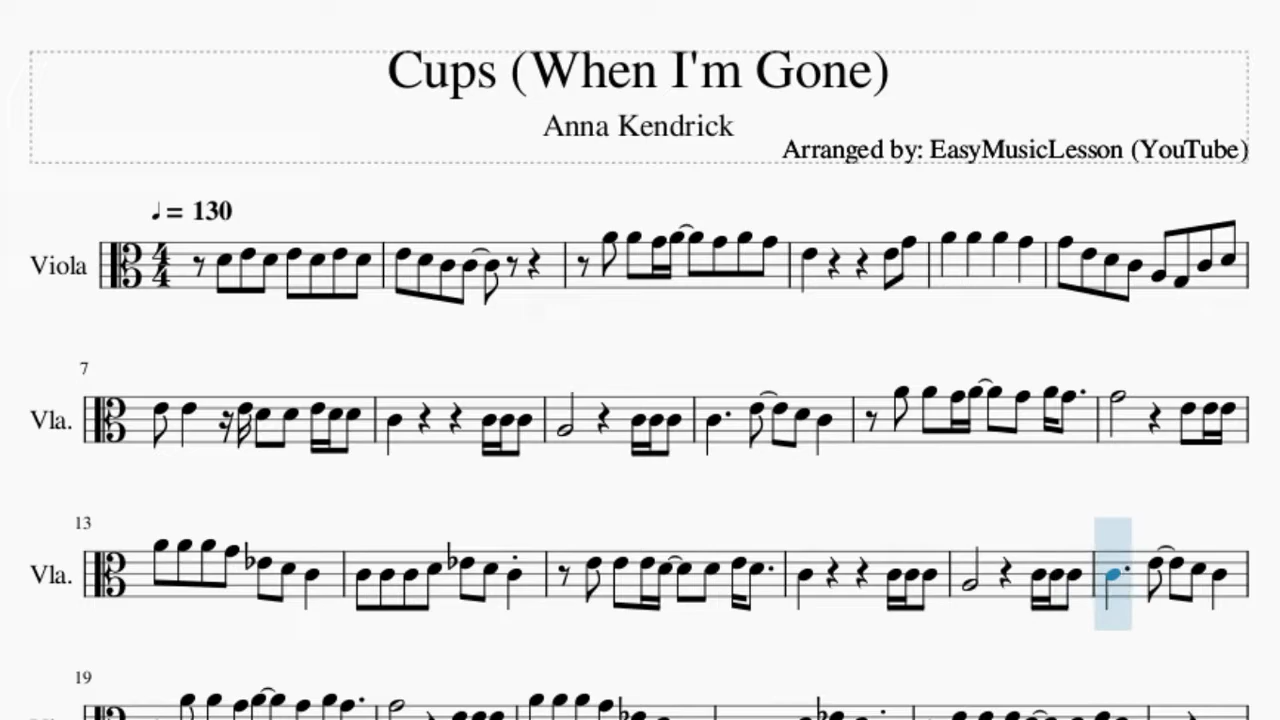 Cups (When I'm Gone)
Anna Kendrick
Arranged by: EasyMusicLesson (YouTube)
♩= 130
Viola
7
Vla.
13
Vla.
19